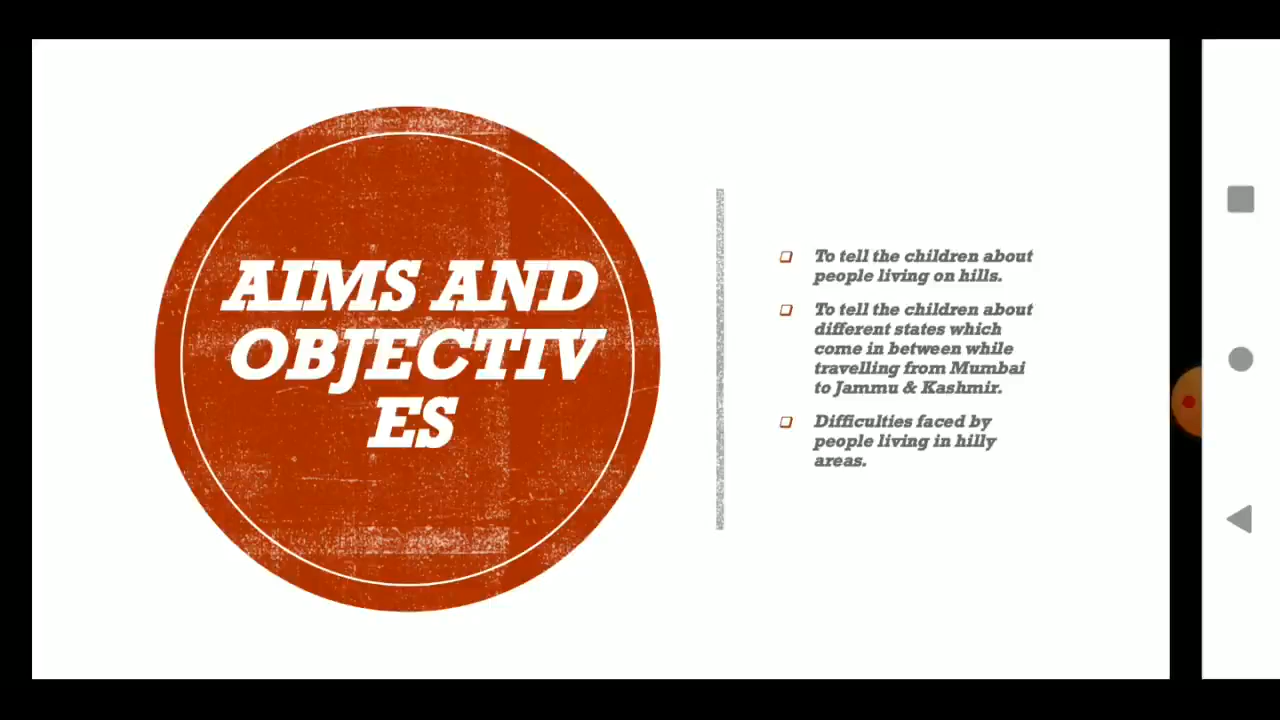 AIMS AND
OBJECTIV
ES
To tell the children about
people living on hills.
To tell the children about
different states which
come in between while
travelling from Mumbai
to Jammu & Kashmir.
Difficulties faced by
people living in hilly
areas.